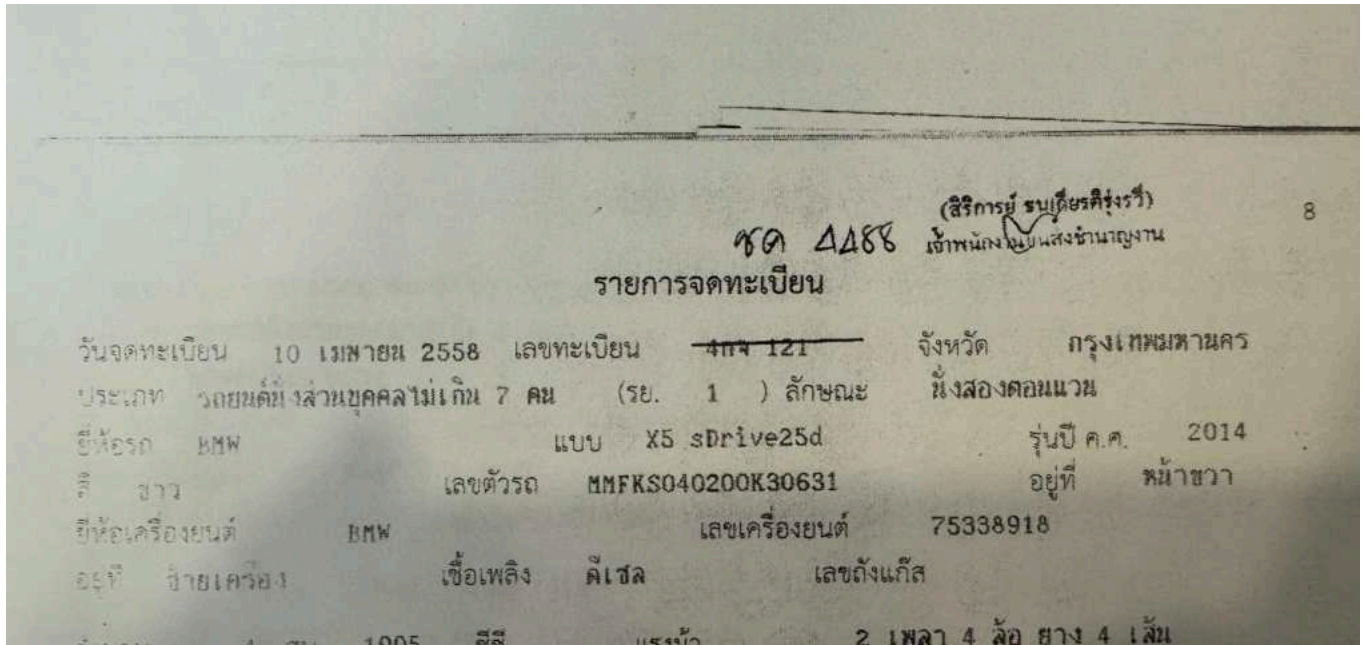 (สิริการย์ ธนเกียรติรุ่งรวี)
8
ชด 4488 เจ้าพนักงานขนส่งชำนาญงาน
รายการจดทะเบียน
วันจดทะเบียน 10 เมษายน 2558 เลขทะเบียน 4กจ 121 จังหวัด กรุงเทพมหานคร
ประเภท รถยนต์นั่งส่วนบุคคลไม่เกิน 7 คน (รย. 1 ) ลักษณะ นั่งสองตอนแวน
ยี่ห้อรถ BMW แบบ X5 sDrive25d รุ่นปี ค.ศ. 2014
สี ขาว เลขตัวรถ MMFKS040200K30631 อยู่ที่ หน้าขวา
ยี่ห้อเครื่องยนต์ BMW เลขเครื่องยนต์ 75338918
อยู่ที่ ซ้ายเครื่อง เชื้อเพลิง ดีเซล เลขถังแก๊ส
4 สูบ 1995 ซีซี แรงม้า 2 เพลา 4 ล้อ ยาง 4 เส้น